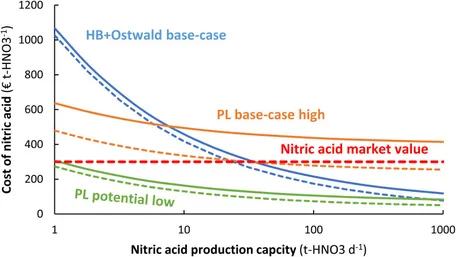 1200
1000
800
600
400
200
0
Cost of nitric acid (€ t-HNO3⁻¹)
HB+Ostwald base-case
PL base-case high
Nitric acid market value
PL potential low
1 10 100 1000
Nitric acid production capcity (t-HNO3 d⁻¹)